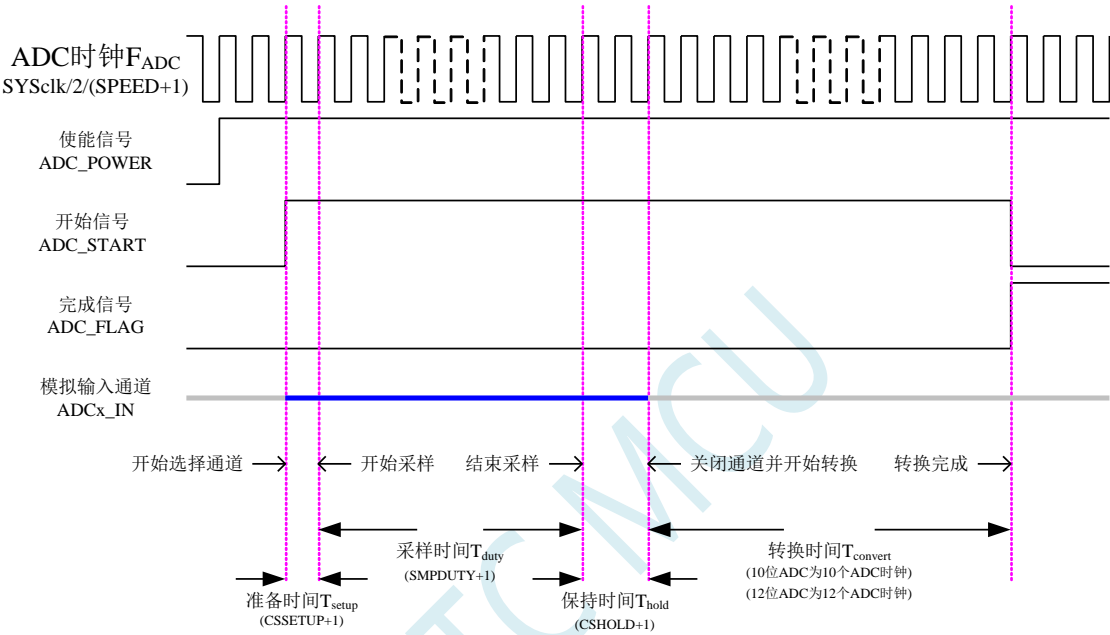 ADC时钟FADC
SYSclk/2/(SPEED+1)
使能信号
ADC_POWER
开始信号
ADC_START
完成信号
ADC_FLAG
模拟输入通道
ADCx_IN
开始选择通道
开始采样
结束采样
关闭通道并开始转换
转换完成
采样时间Tduty
(SMPDUTY+1)
转换时间Tconvert
(10位ADC为10个ADC时钟)
(12位ADC为12个ADC时钟)
准备时间Tsetup
(CSSETUP+1)
保持时间Thold
(CSHOLD+1)
MCU